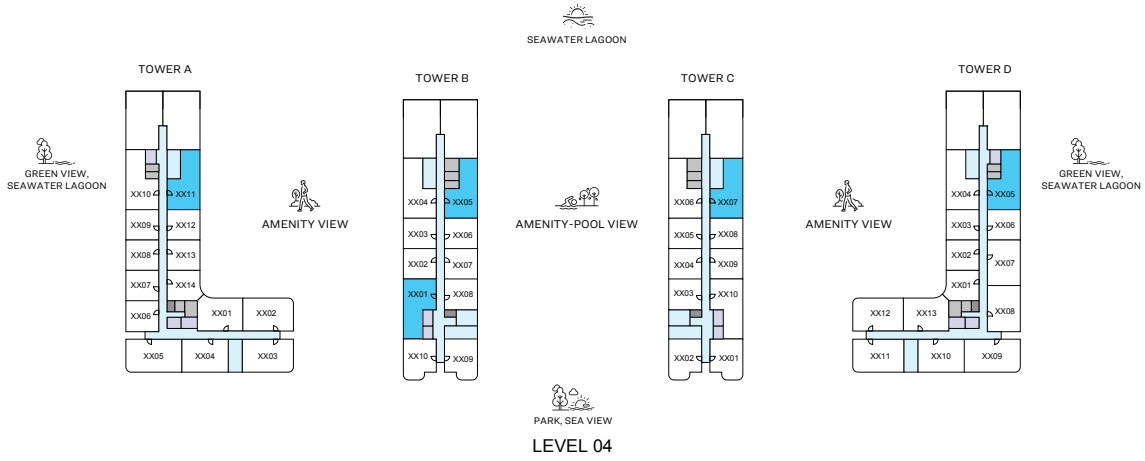 SEAWATER LAGOON
TOWER A
TOWER B
TOWER C
TOWER D
GREEN VIEW,
SEAWATER LAGOON
AMENITY VIEW
AMENITY-POOL VIEW
AMENITY VIEW
GREEN VIEW,
SEAWATER LAGOON
XX10 XX11
XX09 XX12
XX08 XX13
XX07 XX14
XX06 XX01 XX02
XX05 XX04 XX03
XX04 XX05
XX03 XX06
XX02 XX07
XX01 XX08
XX10 XX09
XX06 XX07
XX05 XX08
XX04 XX09
XX03 XX10
XX02 XX01
XX04 XX05
XX03 XX06
XX02 XX07
XX01
XX12 XX13 XX08
XX11 XX10 XX09
PARK, SEA VIEW
LEVEL 04